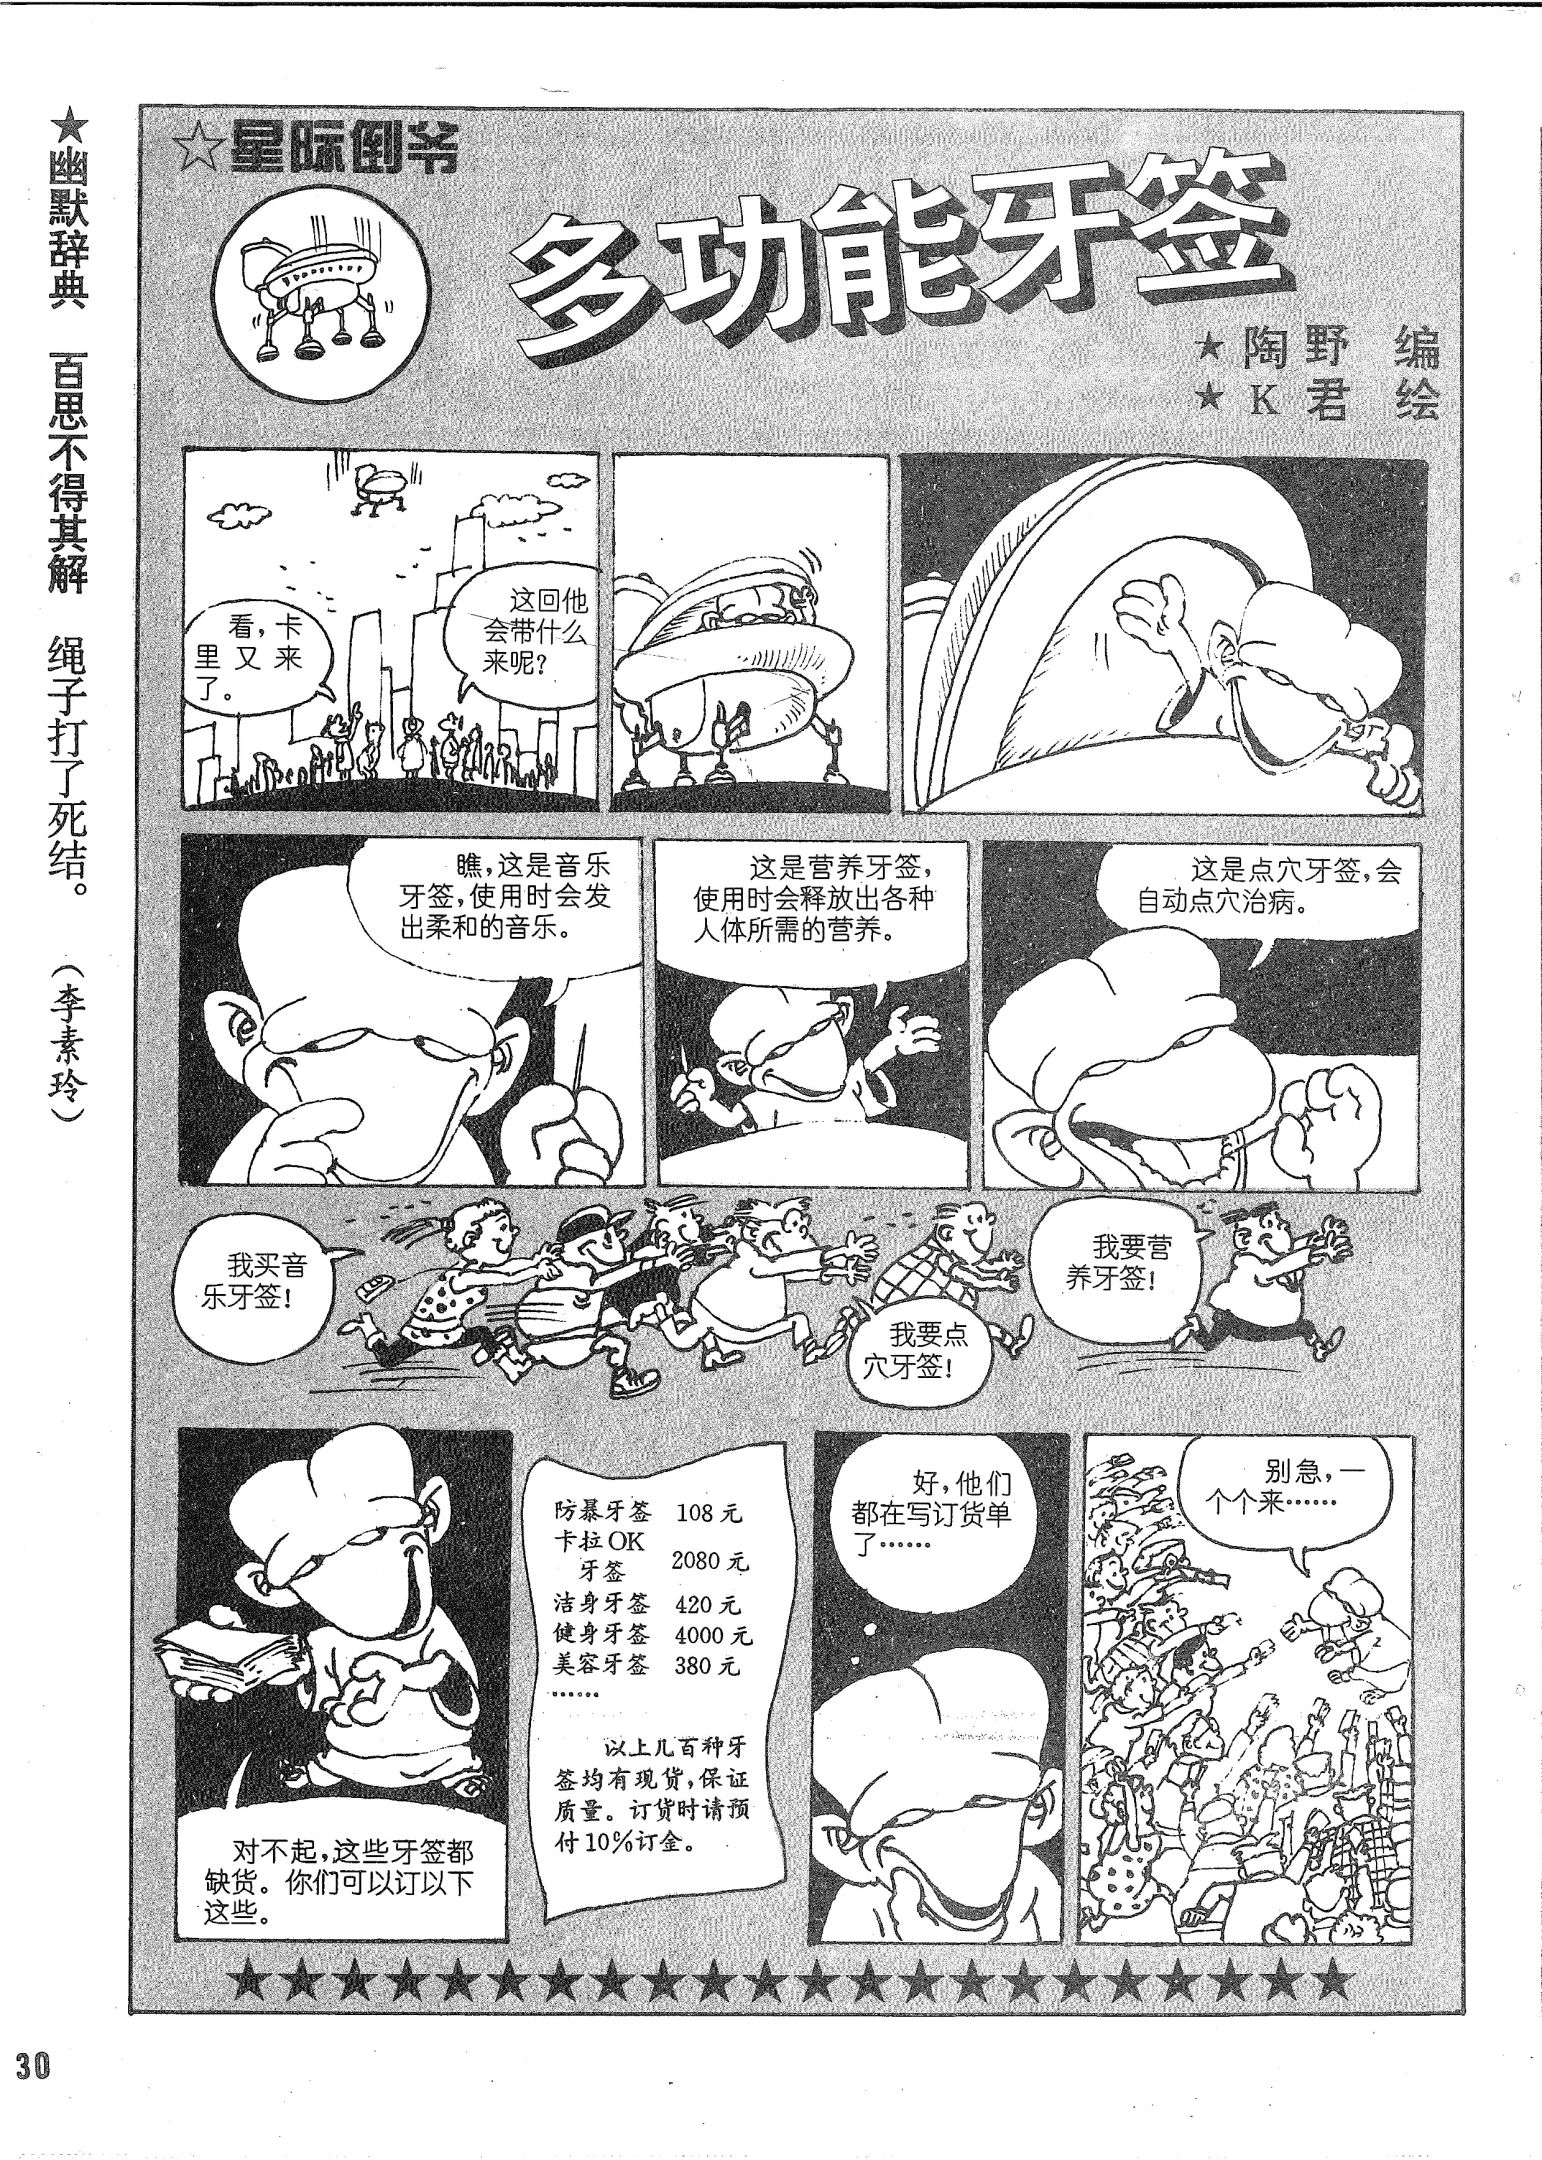 ★幽默辞典 百思不得其解 绳子打了死结。 （李素玲）
☆星际倒爷
多功能牙签
★ 陶野 编
★ K君 绘
看，卡
里又来
了。
这回他
会带什么
来呢？
瞧，这是音乐
牙签，使用时会发
出柔和的音乐。
这是营养牙签，
使用时会释放出各种
人体所需的营养。
这是点穴牙签，会
自动点穴治病。
我买音
乐牙签！
我要点
穴牙签！
我要营
养牙签！
对不起，这些牙签都
缺货。你们可以订以下
这些。
防暴牙签 108元
卡拉OK
牙签 2080元
洁身牙签 420元
健身牙签 4000元
美容牙签 380元
……
以上几百种牙
签均有现货，保证
质量。订货时请预
付10%订金。
好，他们
都在写订货单
了……
别急，一
个个来……
30